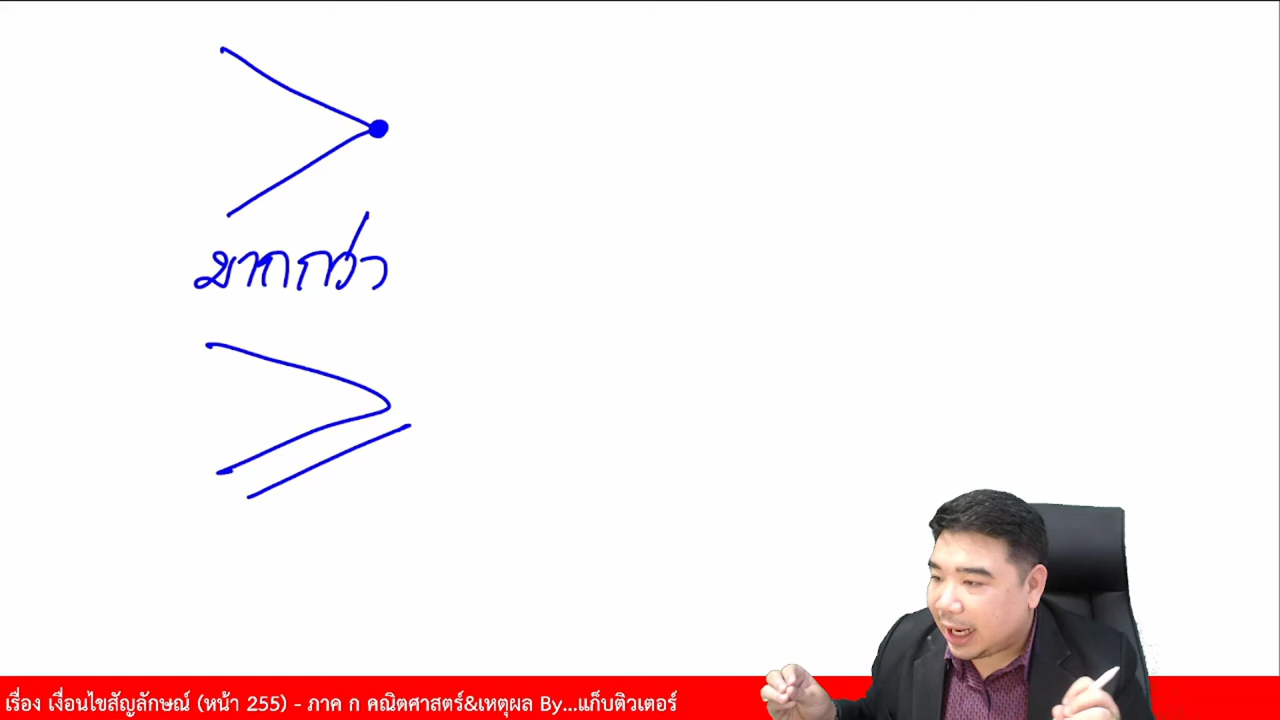 >
มากกว่า
⩾
เรื่อง เงื่อนไขสัญลักษณ์ (หน้า 255) - ภาค ก คณิตศาสตร์&เหตุผล By...แก็บติวเตอร์